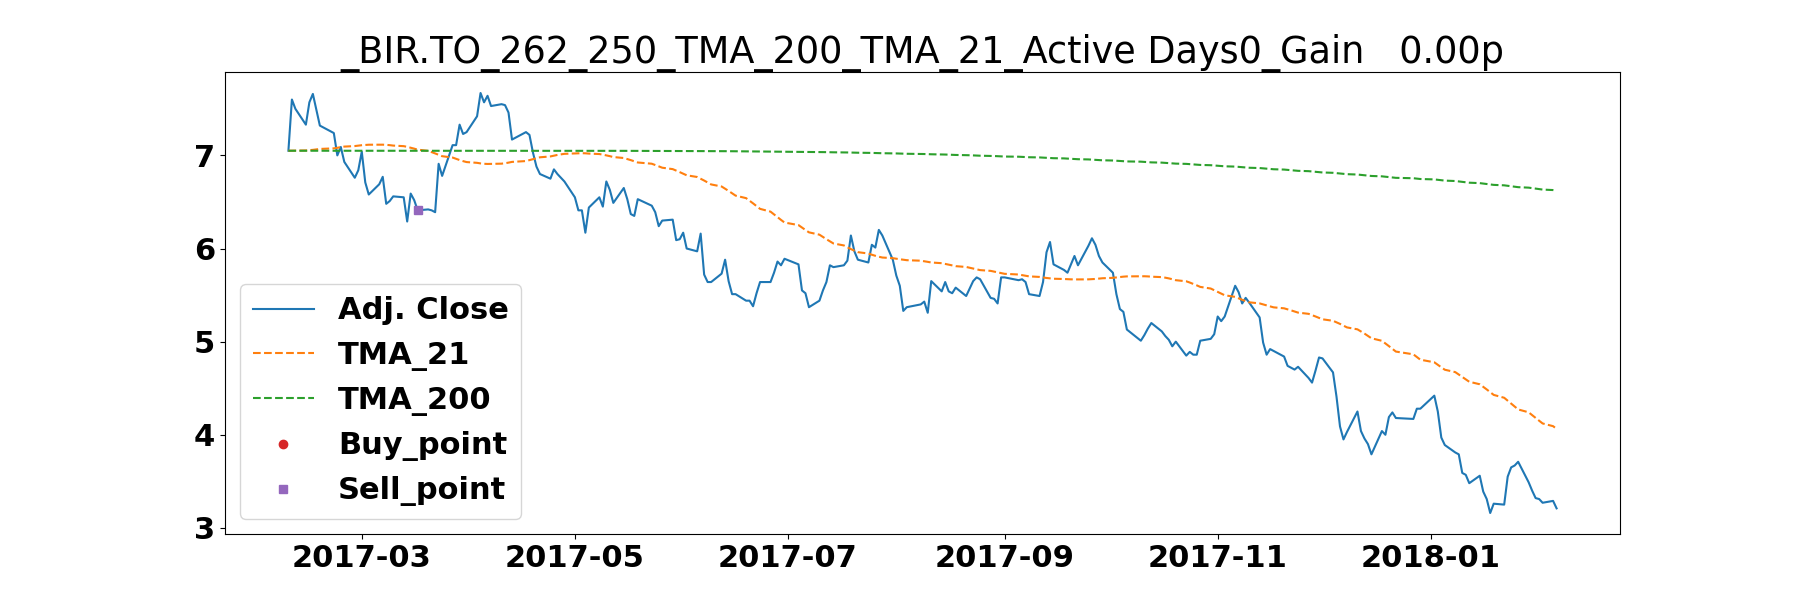 _BIR.TO_262_250_TMA_200_TMA_21_Active Days0_Gain   0.00p
7
6
5
4
3
Adj. Close
TMA_21
TMA_200
Buy_point
Sell_point
2017-03 2017-05 2017-07 2017-09 2017-11 2018-01